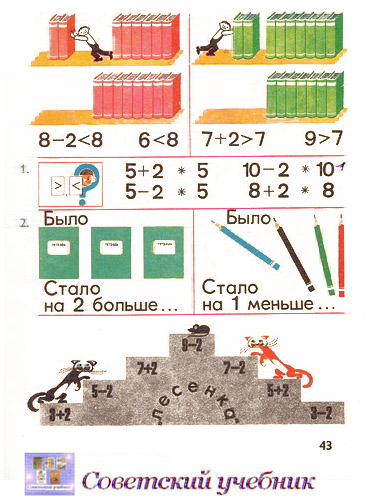 8-2<8 6<8 7+2>7 9>7
1. > . < ? 5+2 * 5 10-2 * 10
5-2 * 5 8+2 * 8
2. Было Было
ТЕТРАДЬ ТЕТРАДЬ ТЕТРАДЬ
Стало Стало
на 2 больше... на 1 меньше...
8-2
7+2 7-2
5-2 Лесенка 5+2
3+2 3-2
43
Советский учебник